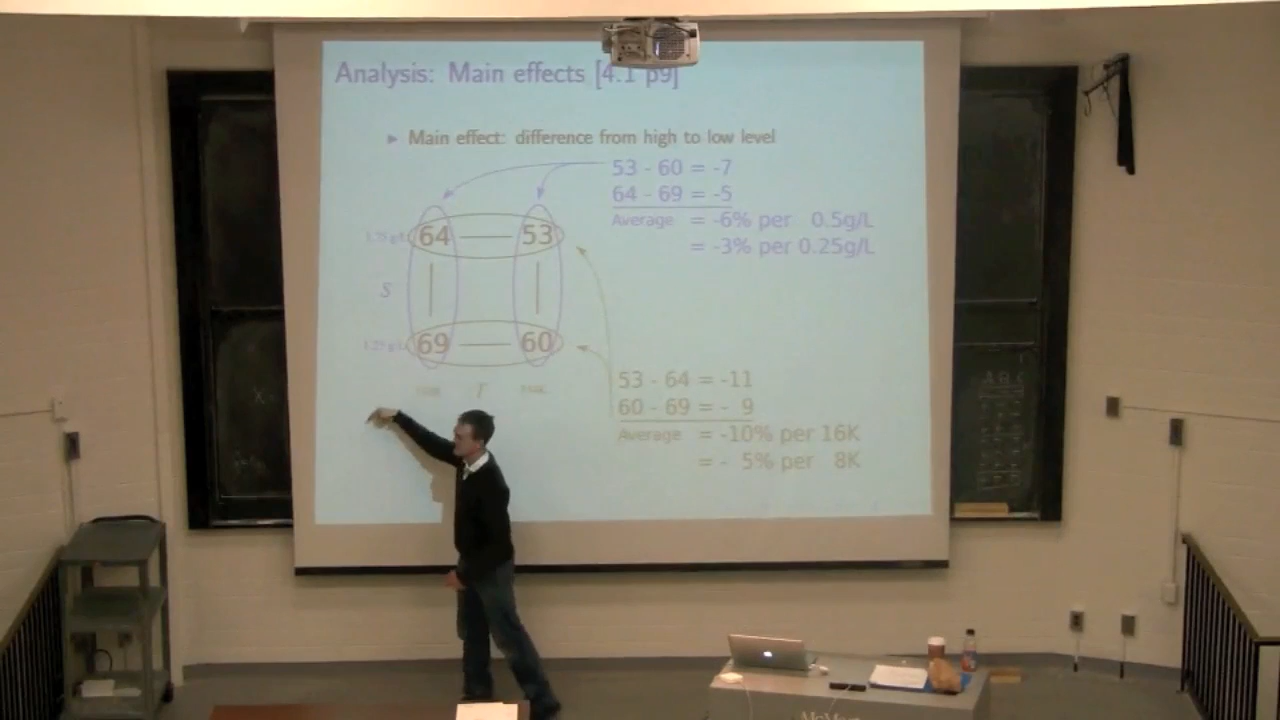 Analysis: Main effects [4.1 p9]
▶ Main effect: difference from high to low level
53 - 60 = -7
64 - 69 = -5
Average = -6% per 0.5g/L
= -3% per 0.25g/L
64 53
S
69 60
T
53 - 64 = -11
60 - 69 = - 9
Average = -10% per 16K
= - 5% per 8K
A B C